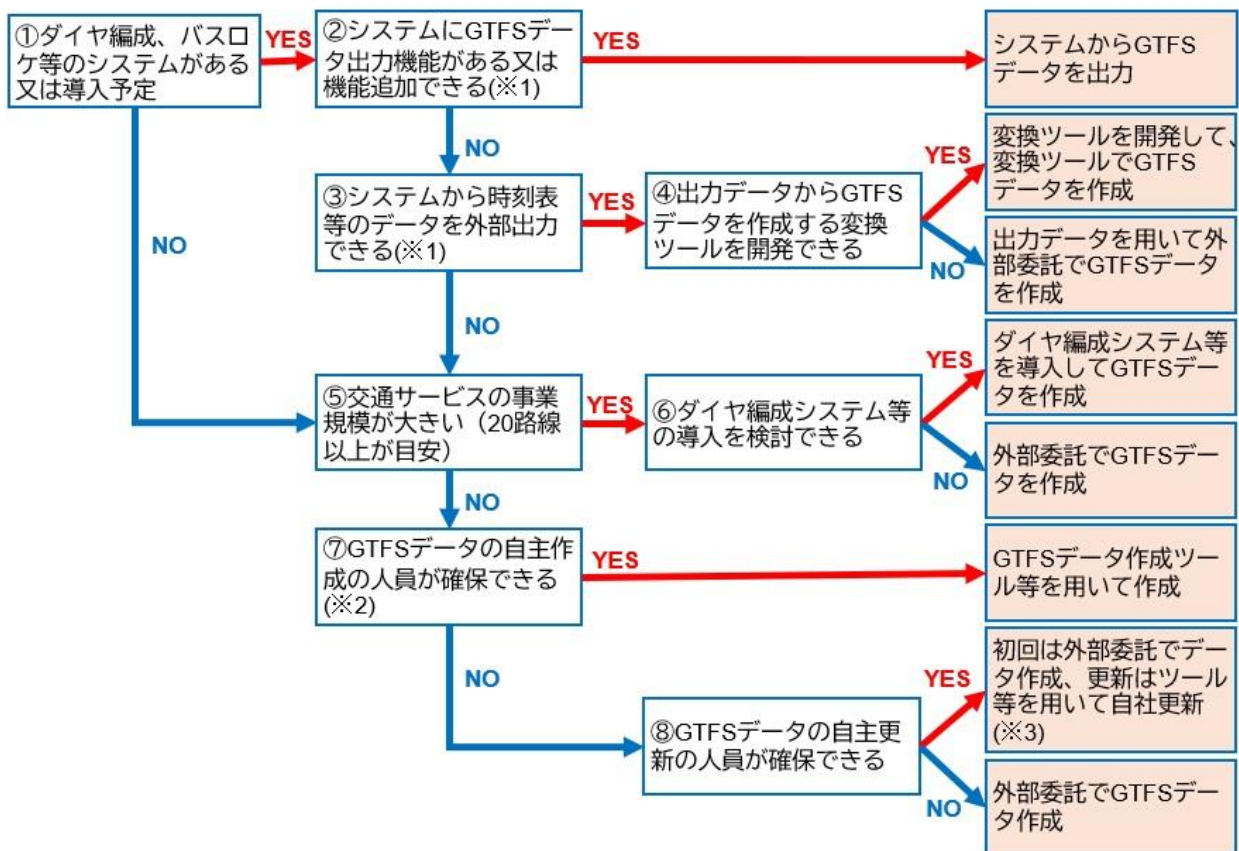 ①ダイヤ編成、バスロ
ケ等のシステムがある
又は導入予定
YES
②システムにGTFSデー
タ出力機能がある又は
機能追加できる(※1)
YES
システムからGTFS
データを出力
NO
NO
③システムから時刻表
等のデータを外部出力
できる(※1)
YES
④出力データからGTFS
データを作成する変換
ツールを開発できる
YES
変換ツールを開発して、
変換ツールでGTFS
データを作成
NO
出力データを用いて外
部委託でGTFSデータ
を作成
NO
⑤交通サービスの事業
規模が大きい（20路線
以上が目安）
YES
⑥ダイヤ編成システム等
の導入を検討できる
YES
ダイヤ編成システム等
を導入してGTFSデー
タを作成
NO
外部委託でGTFSデー
タを作成
NO
⑦GTFSデータの自主作
成の人員が確保できる
(※2)
YES
GTFSデータ作成ツー
ル等を用いて作成
NO
⑧GTFSデータの自主更
新の人員が確保できる
YES
初回は外部委託でデー
タ作成、更新はツール
等を用いて自社更新
(※3)
NO
外部委託でGTFSデー
タ作成